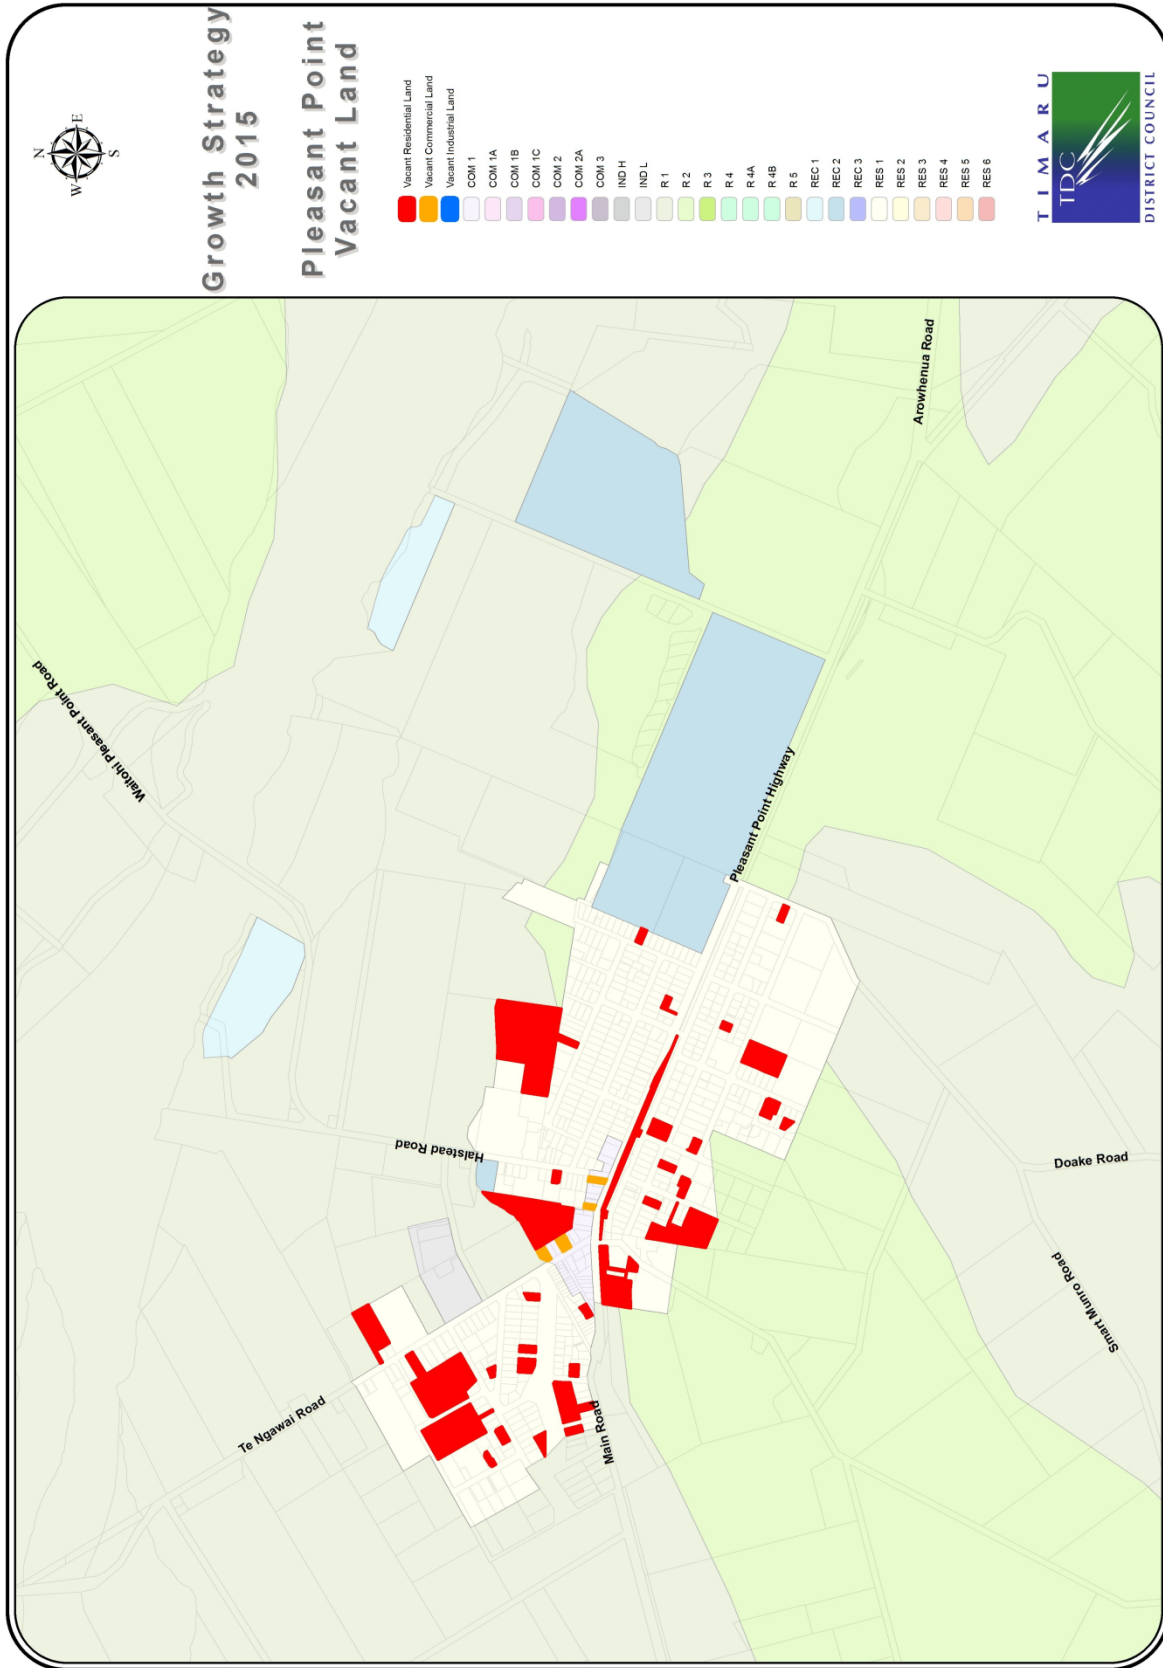 Growth Strategy
2015
Pleasant Point
Vacant Land
N
W
E
S
Vacant Residential Land
Vacant Commercial Land
Vacant Industrial Land
COM 1
COM 1A
COM 1B
COM 1C
COM 2
COM 2A
COM 3
IND H
IND L
R 1
R 2
R 3
R 4
R 4A
R 4B
R 5
REC 1
REC 2
REC 3
RES 1
RES 2
RES 3
RES 4
RES 5
RES 6
TIMARU
TDC
DISTRICT COUNCIL
Waitohi Pleasant Point Road
Arowhenua Road
Pleasant Point Highway
Halstead Road
Te Ngawai Road
Main Road
Doake Road
Smart Munro Road